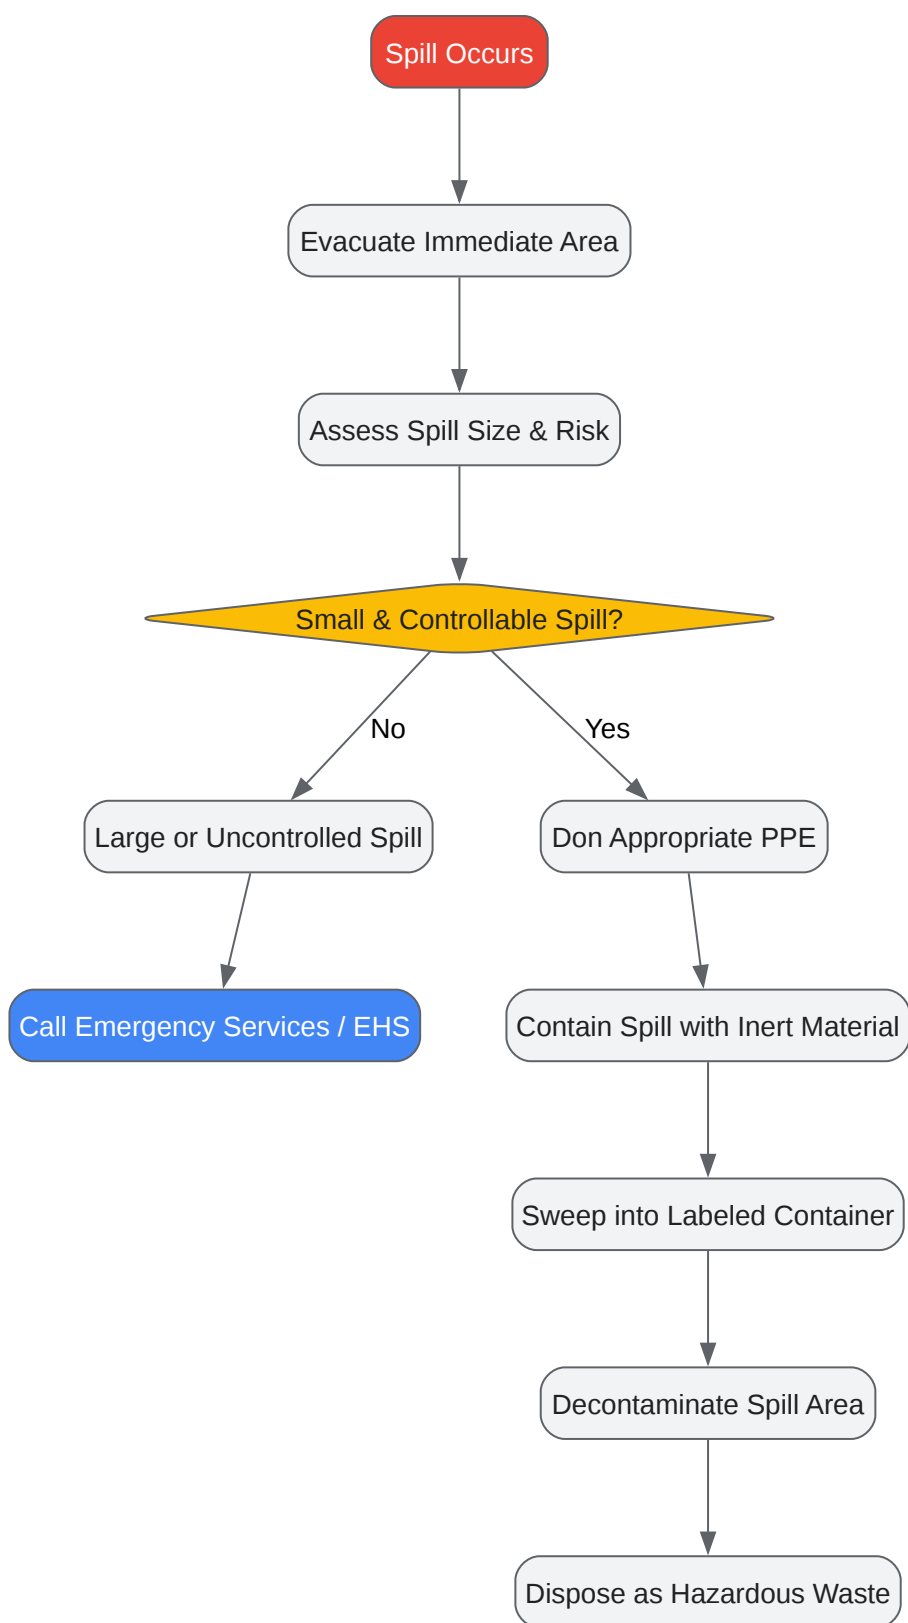 Spill Occurs
Evacuate Immediate Area
Assess Spill Size & Risk
Small & Controllable Spill?
No
Yes
Large or Uncontrolled Spill
Don Appropriate PPE
Call Emergency Services / EHS
Contain Spill with Inert Material
Sweep into Labeled Container
Decontaminate Spill Area
Dispose as Hazardous Waste